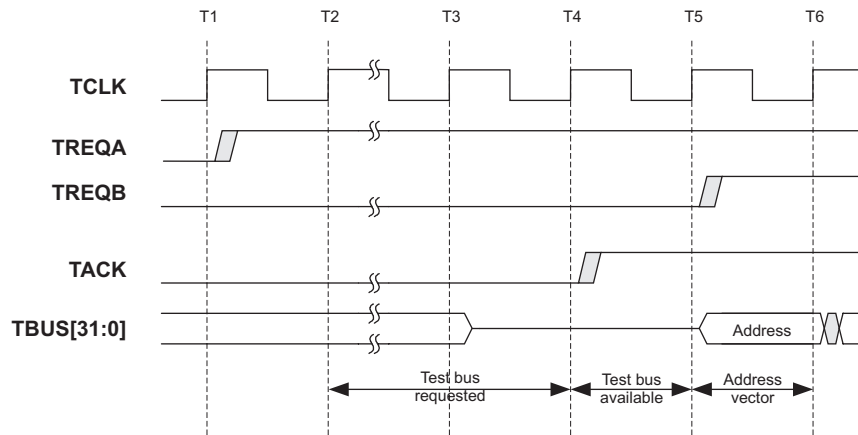 T1 T2 T3 T4 T5 T6
TCLK
TREQA
TREQB
TACK
TBUS[31:0]
Address
Test bus
requested
Test bus
available
Address
vector